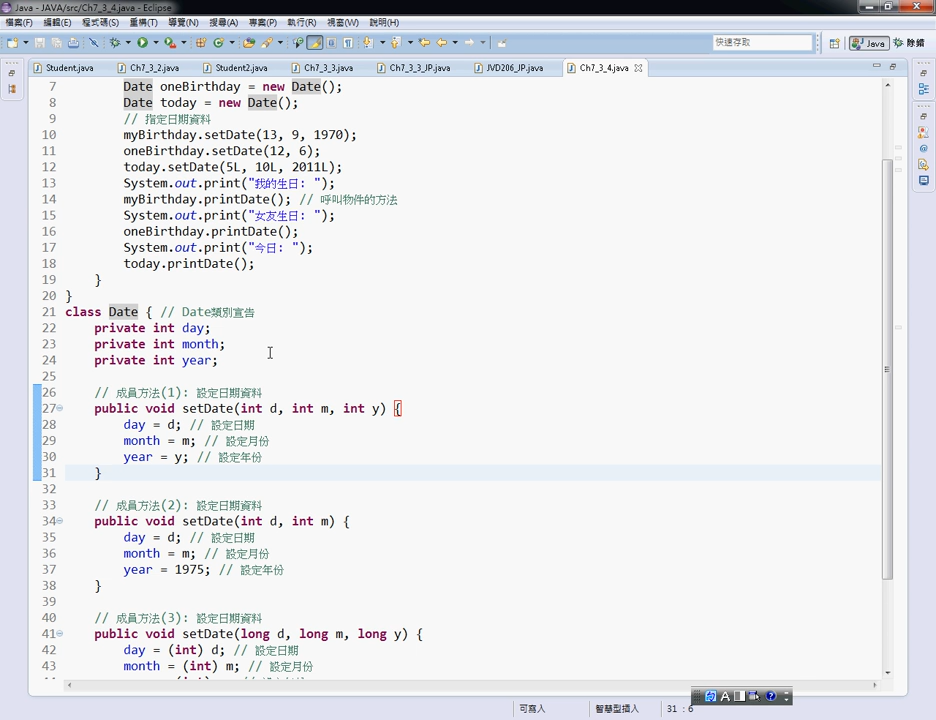 Java - JAVA/src/Ch7_3_4.java - Eclipse
檔案(F) 編輯(E) 程式碼(S) 重構(T) 導覽(N) 搜尋(A) 專案(P) 執行(R) 視窗(W) 說明(H)
快速存取 Java 除錯
Student.java Ch7_3_2.java Student2.java Ch7_3_3.java Ch7_3_3_JP.java JVD206_JP.java Ch7_3_4.java
7 Date oneBirthday = new Date();
8 Date today = new Date();
9 // 指定日期資料
10 myBirthday.setDate(13, 9, 1970);
11 oneBirthday.setDate(12, 6);
12 today.setDate(5L, 10L, 2011L);
13 System.out.print("我的生日: ");
14 myBirthday.printDate(); // 呼叫物件的方法
15 System.out.print("女友生日: ");
16 oneBirthday.printDate();
17 System.out.print("今日: ");
18 today.printDate();
19 }
20 }
21 class Date { // Date類別宣告
22 private int day;
23 private int month;
24 private int year;
25
26 // 成員方法(1): 設定日期資料
27 public void setDate(int d, int m, int y) {
28 day = d; // 設定日期
29 month = m; // 設定月份
30 year = y; // 設定年份
31 }
32
33 // 成員方法(2): 設定日期資料
34 public void setDate(int d, int m) {
35 day = d; // 設定日期
36 month = m; // 設定月份
37 year = 1975; // 設定年份
38 }
39
40 // 成員方法(3): 設定日期資料
41 public void setDate(long d, long m, long y) {
42 day = (int) d; // 設定日期
43 month = (int) m; // 設定月份
可寫入 智慧型插入 31 : 6